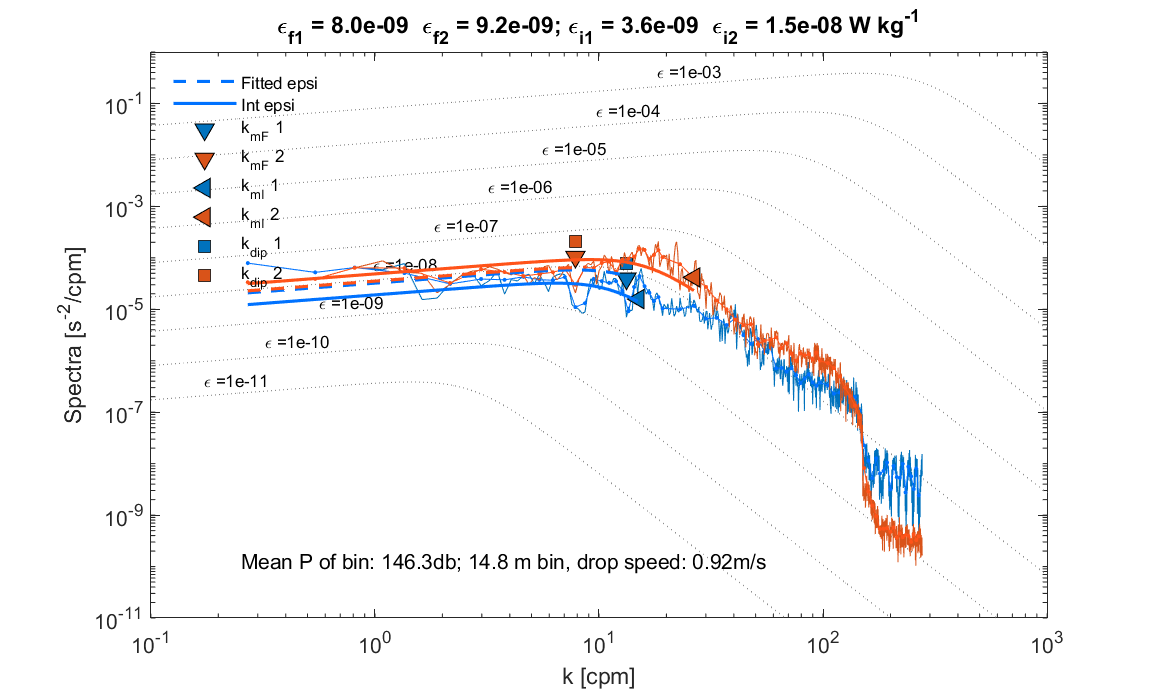 ϵf1 = 8.0e-09 ϵf2 = 9.2e-09; ϵi1 = 3.6e-09 ϵi2 = 1.5e-08 W kg-1
Fitted epsi
Int epsi
kmF 1
kmF 2
kmI 1
kmI 2
kdip 1
kdip 2
ϵ =1e-03
ϵ =1e-04
ϵ =1e-05
ϵ =1e-06
ϵ =1e-07
ϵ =1e-08
ϵ =1e-09
ϵ =1e-10
ϵ =1e-11
Mean P of bin: 146.3db; 14.8 m bin, drop speed: 0.92m/s
Spectra [s-2/cpm]
10-1
10-3
10-5
10-7
10-9
10-11
10-1 100 101 102 103
k [cpm]